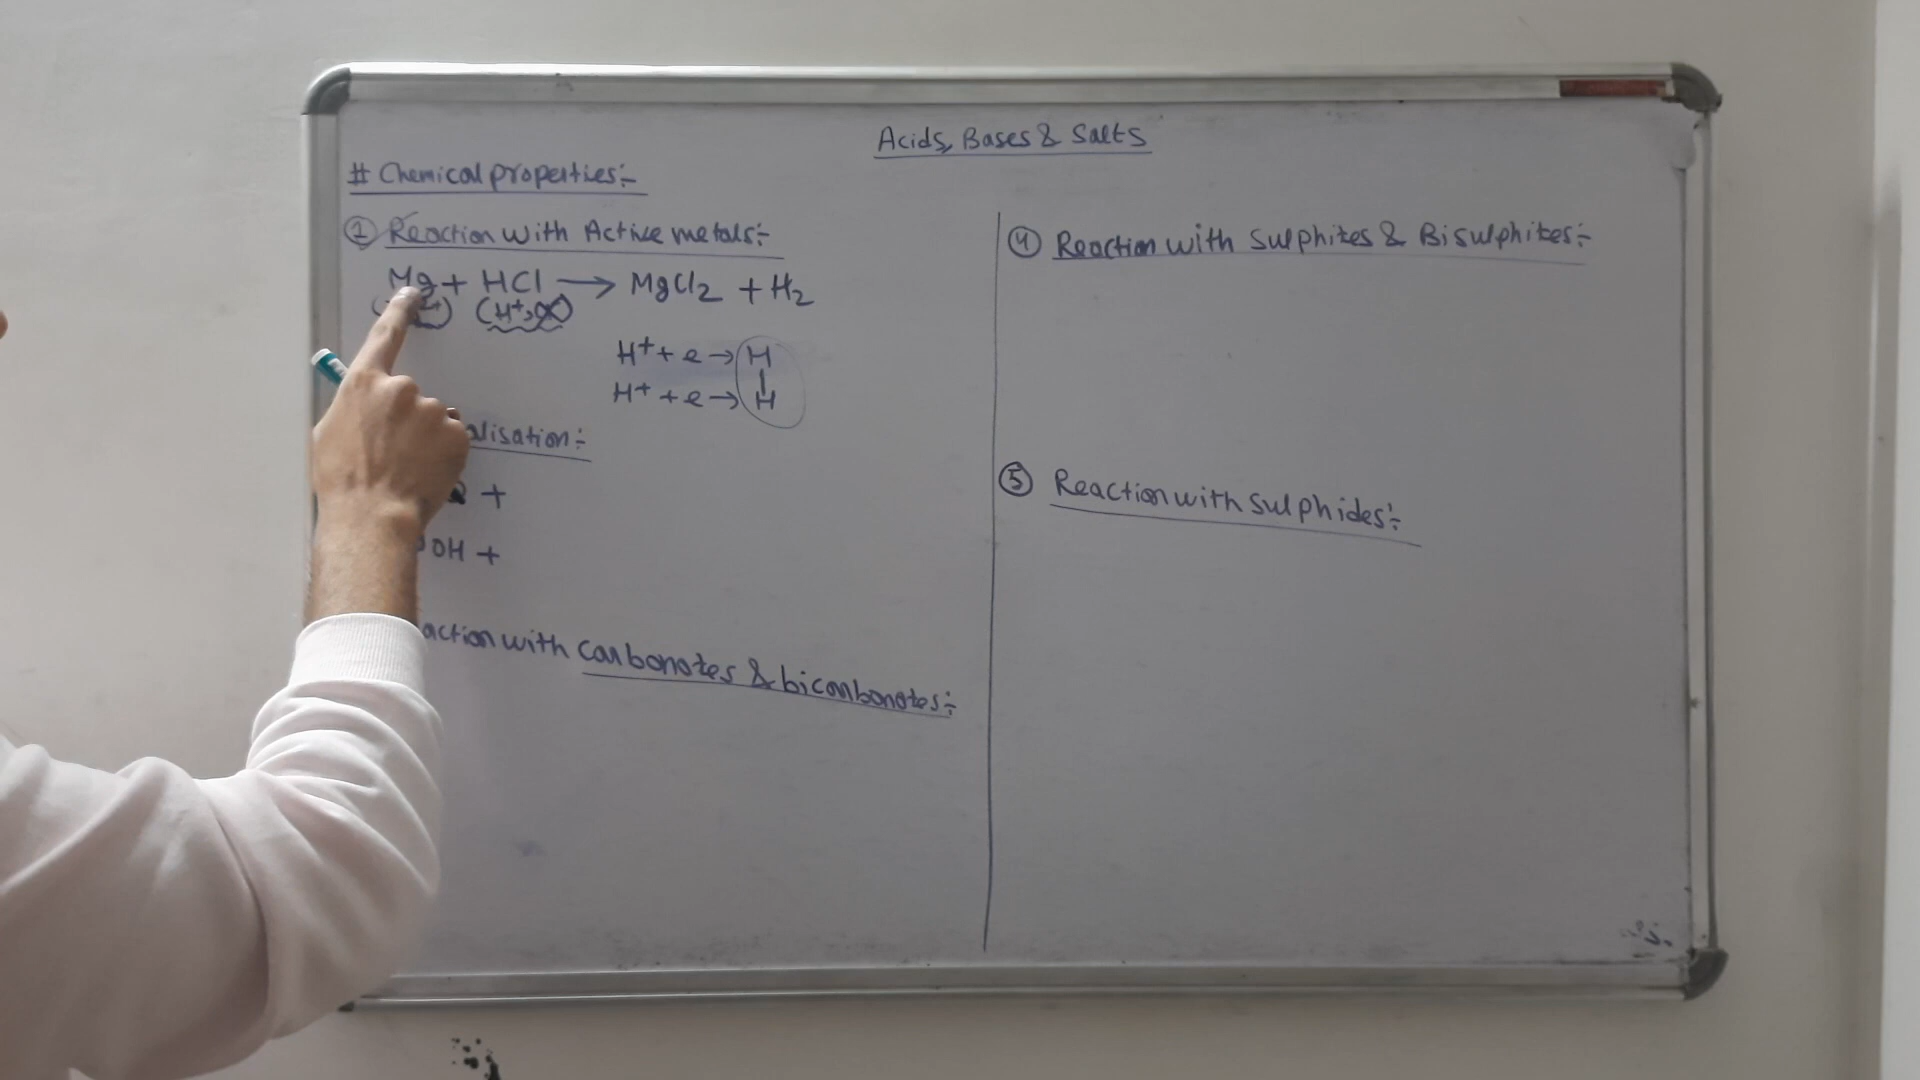 Acids, Bases & Salts
# Chemical properties:-
① Reaction with Active metals:-
Mg + HCl → MgCl2 + H2
(H+,
H+ + e → H
H+ + e → H
alisation:-
+
OH +
action with carbonates & bicarbonates:-
④ Reaction with Sulphites & Bisulphites:-
⑤ Reaction with sulphides:-